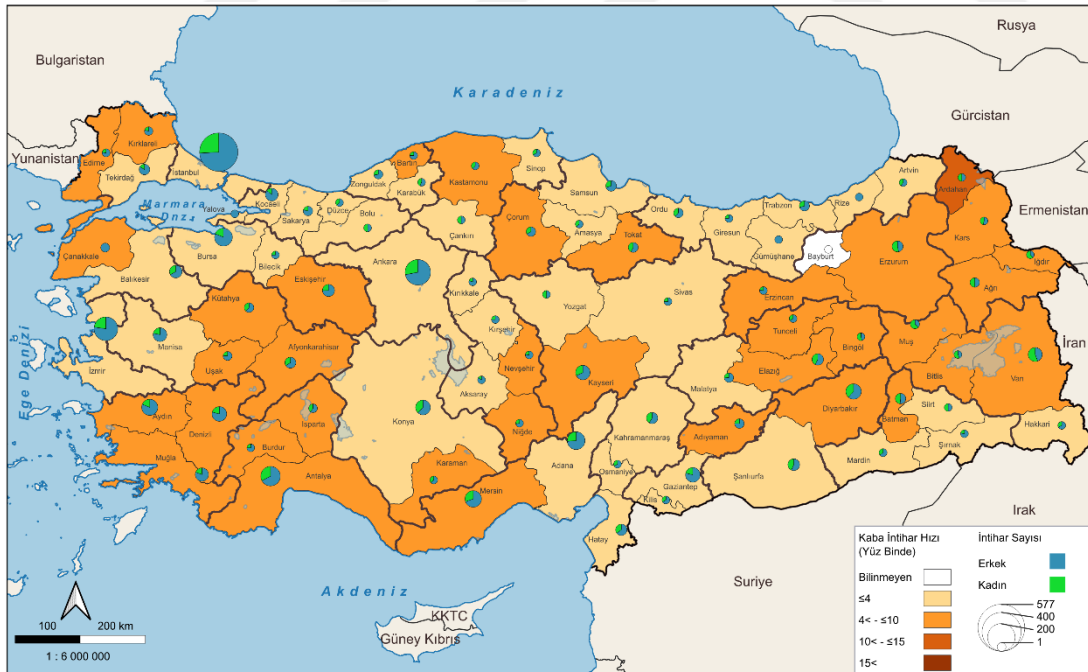 Rusya
Bulgaristan
Karadeniz
Gürcistan
Yunanistan
Ermenistan
Kırklareli
Edirne
Tekirdağ
İstanbul
Marmara
Dnz.
Yalova
Kocaeli
Sakarya
Düzce
Bolu
Zonguldak
Bartın
Karabük
Kastamonu
Sinop
Samsun
Çankırı
Çorum
Amasya
Tokat
Ordu
Giresun
Trabzon
Gümüşhane
Rize
Artvin
Ardahan
Bayburt
Erzurum
Kars
Iğdır
Ağrı
Çanakkale
Balıkesir
Bursa
Bilecik
Eskişehir
Ankara
Kırıkkale
Yozgat
Sivas
Erzincan
Tunceli
Bingöl
Muş
İran
Kütahya
Manisa
İzmir
Uşak
Afyonkarahisar
Kırşehir
Nevşehir
Kayseri
Malatya
Elazığ
Bitlis
Van
Ege Denizi
Aydın
Denizli
Isparta
Burdur
Muğla
Antalya
Konya
Aksaray
Niğde
Karaman
Mersin
Adana
Kahramanmaraş
Osmaniye
Adıyaman
Gaziantep
Kilis
Hatay
Şanlıurfa
Diyarbakır
Batman
Siirt
Mardin
Şırnak
Hakkari
Irak
Suriye
Akdeniz
KKTC
Güney Kıbrıs
100 200 km
1 : 6 000 000
Kaba İntihar Hızı
(Yüz Binde)
Bilinmeyen
≤4
4< - ≤10
10< - ≤15
15<
İntihar Sayısı
Erkek
Kadın
577
400
200
1